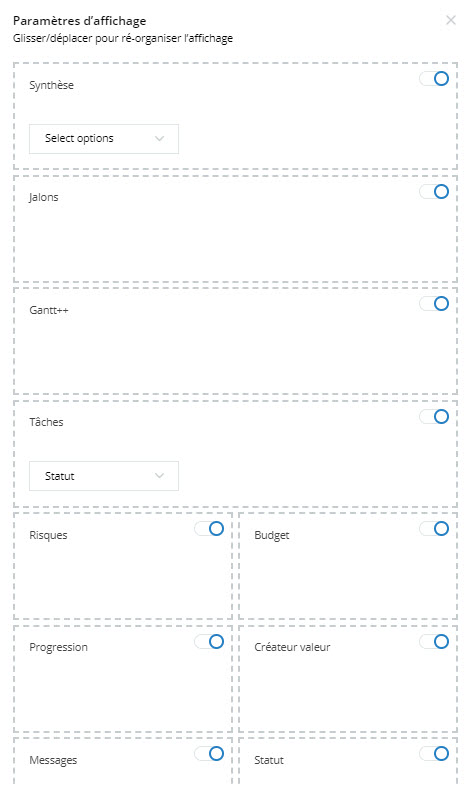 Paramètres d’affichage
Glisser/déplacer pour ré-organiser l’affichage
Synthèse
Select options
Jalons
Gantt++
Tâches
Statut
Risques
Budget
Progression
Créateur valeur
Messages
Statut